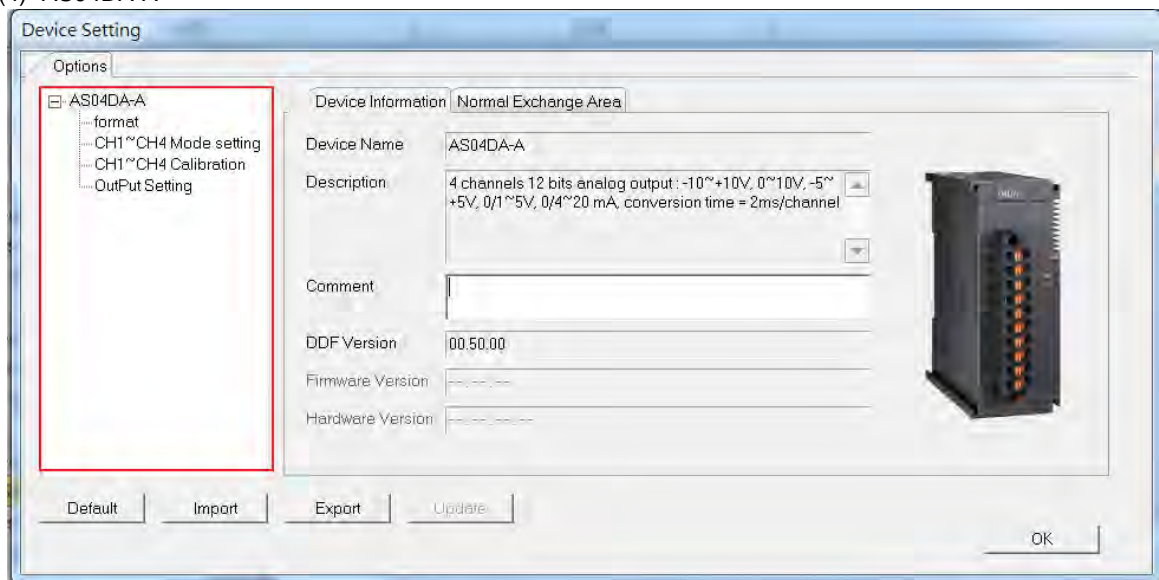 Device Setting
Options
AS04DA-A
format
CH1~CH4 Mode setting
CH1~CH4 Calibration
OutPut Setting
Device Information
Normal Exchange Area
Device Name
AS04DA-A
Description
4 channels 12 bits analog output : -10~+10V, 0~10V, -5~
+5V, 0/1~5V, 0/4~20 mA, conversion time = 2ms/channel
Comment
DDF Version
00.50.00
Firmware Version
--.--.--
Hardware Version
--.--.--.--
Default
Import
Export
Update
OK